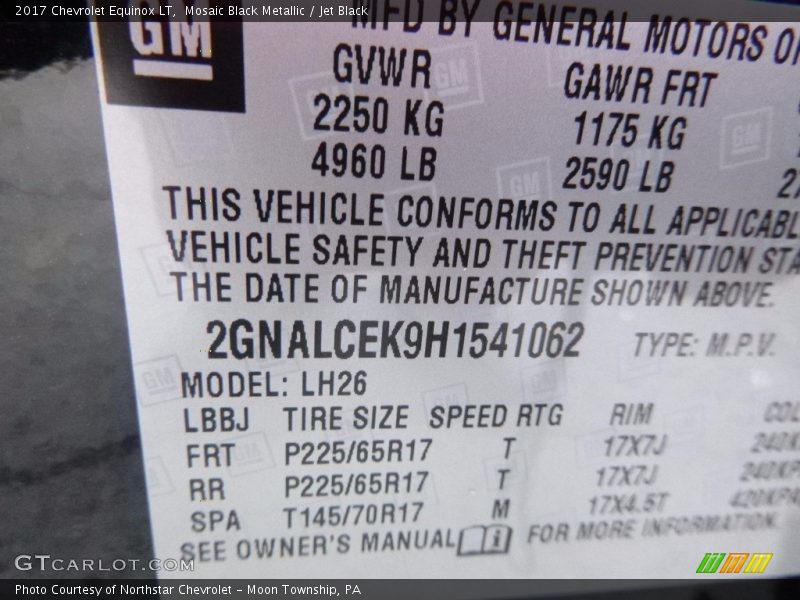 2017 Chevrolet Equinox LT, Mosaic Black Metallic / Jet Black
GM
MFD BY GENERAL MOTORS
GVWR GAWR FRT
2250 KG 1175 KG
4960 LB 2590 LB
THIS VEHICLE CONFORMS TO ALL
VEHICLE SAFETY AND THEFT PREVENTION
THE DATE OF MANUFACTURE SHOWN ABOVE.
2GNALCEK9H1541062 TYPE: M.P.V.
MODEL: LH26
LBBJ TIRE SIZE SPEED RTG RIM
FRT P225/65R17 T 17X7J
RR P225/65R17 T 17X7J
SPA T145/70R17 M 17X4.5T
SEE OWNER'S MANUAL FOR MORE INFORMATION.
GTcarlot.com
Photo Courtesy of Northstar Chevrolet - Moon Township, PA